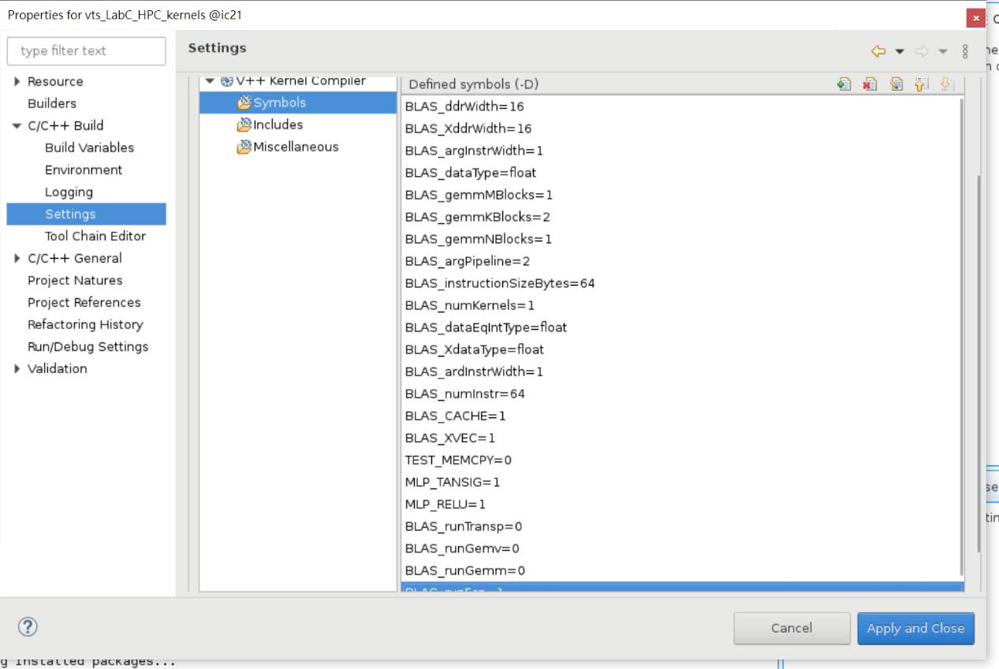 Properties for vts_LabC_HPC_kernels @ic21
type filter text
Resource
Builders
C/C++ Build
Build Variables
Environment
Logging
Settings
Tool Chain Editor
C/C++ General
Project Natures
Project References
Refactoring History
Run/Debug Settings
Validation
Settings
V++ Kernel Compiler
Symbols
Includes
Miscellaneous
Defined symbols (-D)
BLAS_ddrWidth=16
BLAS_XddrWidth=16
BLAS_argInstrWidth=1
BLAS_dataType=float
BLAS_gemmMBlocks=1
BLAS_gemmKBlocks=2
BLAS_gemmNBlocks=1
BLAS_argPipeline=2
BLAS_instructionSizeBytes=64
BLAS_numKernels=1
BLAS_dataEqIntType=float
BLAS_XdataType=float
BLAS_ardInstrWidth=1
BLAS_numInstr=64
BLAS_CACHE=1
BLAS_XVEC=1
TEST_MEMCPY=0
MLP_TANSIG=1
MLP_RELU=1
BLAS_runTransp=0
BLAS_runGemv=0
BLAS_runGemm=0
Cancel
Apply and Close
g installed packages...